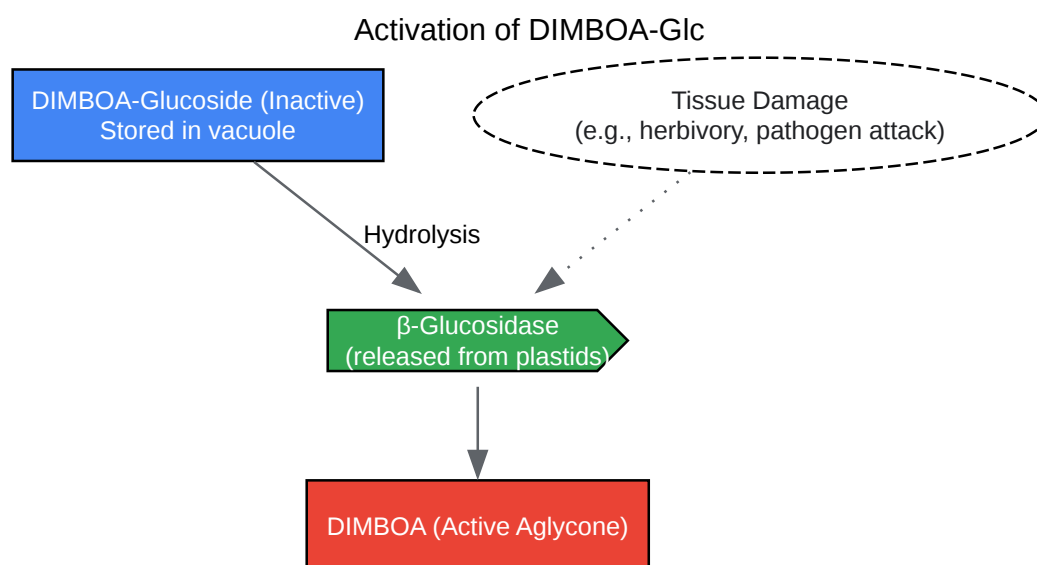 Activation of DIMBOA-Glc
DIMBOA-Glucoside (Inactive)
Stored in vacuole
Tissue Damage
(e.g., herbivory, pathogen attack)
Hydrolysis
β-Glucosidase
(released from plastids)
DIMBOA (Active Aglycone)